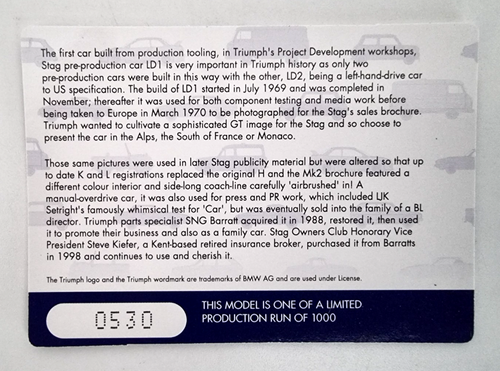 The first car built from production tooling, in Triumph's Project Development workshops,
Stag pre-production car LD1 is very important in Triumph history as only two
pre-production cars were built in this way with the other, LD2, being a left-hand-drive car
to US specification. The build of LD1 started in July 1969 and was completed in
November; thereafter it was used for both component testing and media work before
being taken to Europe in March 1970 to be photographed for the Stag's sales brochure.
Triumph wanted to cultivate a sophisticated GT image for the Stag and so choose to
present the car in the Alps, the South of France or Monaco.
Those same pictures were used in later Stag publicity material but were altered so that up
to date K and L registrations replaced the original H and the Mk2 brochure featured a
different colour interior and side-long coach-line carefully 'airbrushed' in! A
manual-overdrive car, it was also used for press and PR work, which included LJK
Setright's famously whimsical test for 'Car', but was eventually sold into the family of a BL
director. Triumph parts specialist SNG Barratt acquired it in 1988, restored it, then used
it to promote their business and also as a family car. Stag Owners Club Honorary Vice
President Steve Kiefer, a Kent-based retired insurance broker, purchased it from Barratts
in 1998 and continues to use and cherish it.
The Triumph logo and the Triumph wordmark are trademarks of BMW AG and are used under License.
0530
THIS MODEL IS ONE OF A LIMITED
PRODUCTION RUN OF 1000